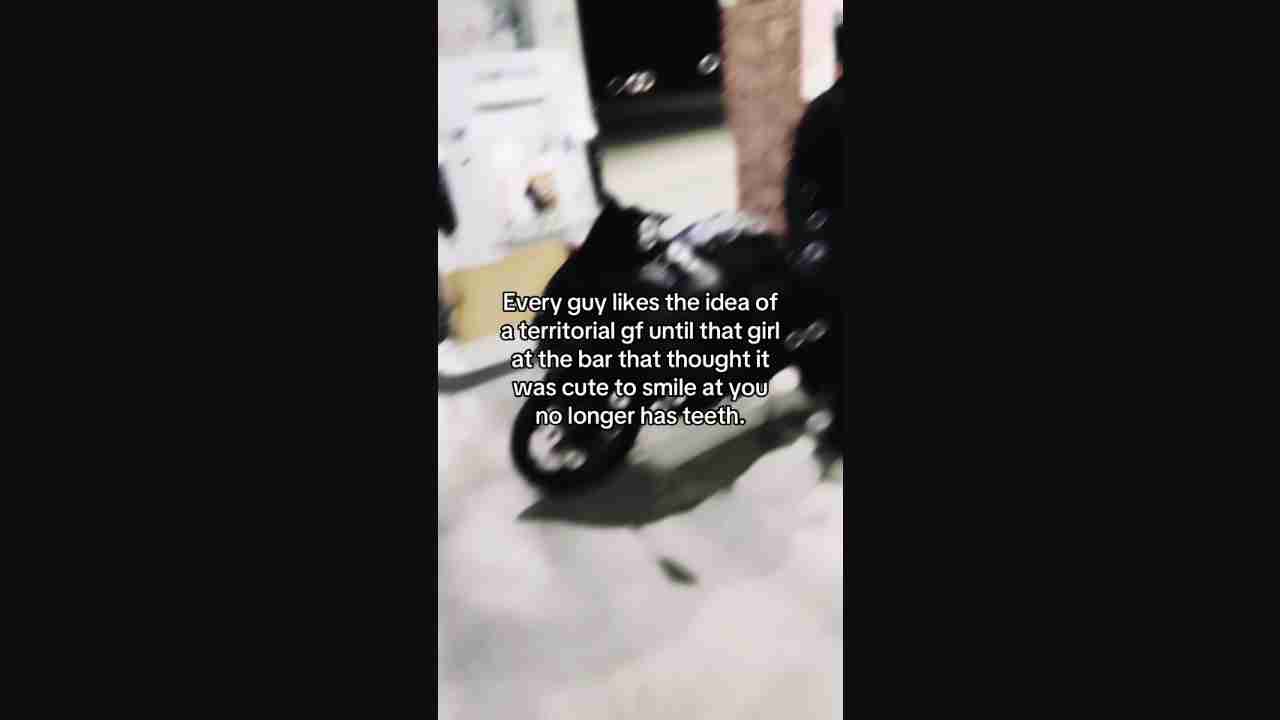 Every guy likes the idea of
a territorial gf until that girl
at the bar that thought it
was cute to smile at you
no longer has teeth.